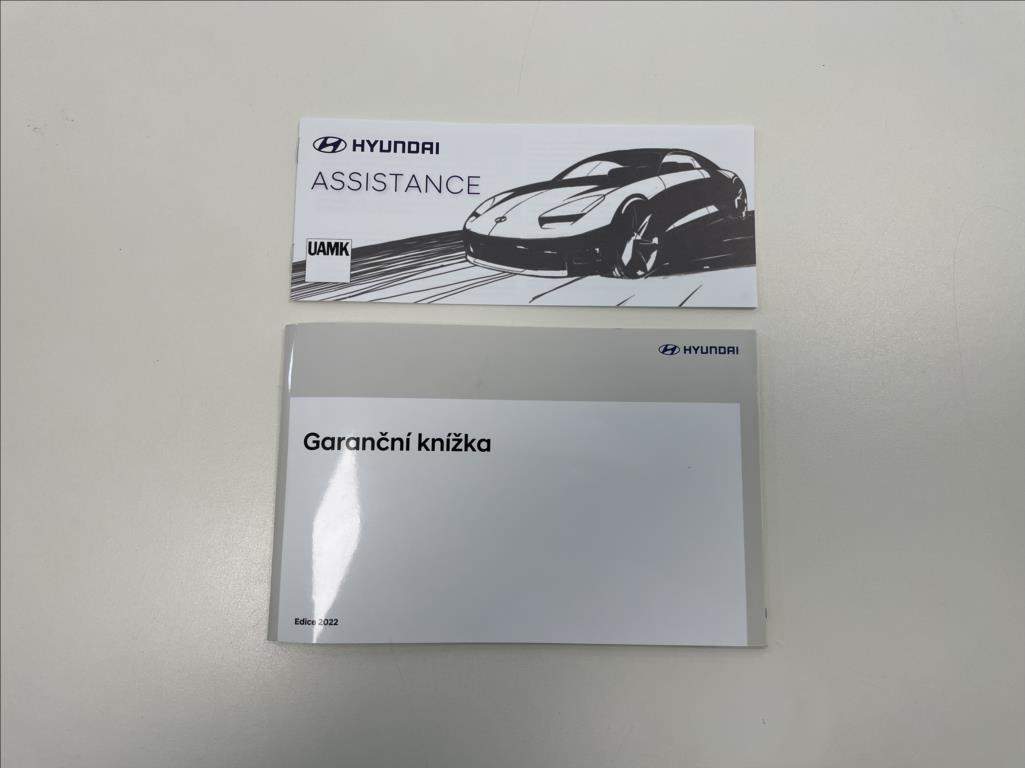 HYUNDAI
ASSISTANCE
UAMK
HYUNDAI
Garanční knížka
Edice 2022